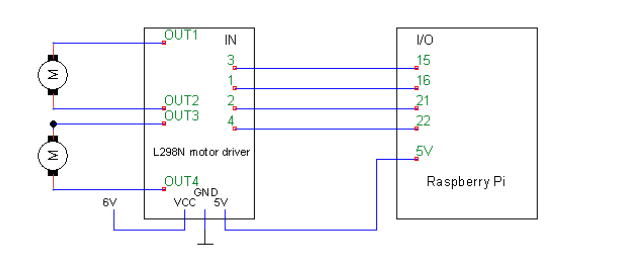 OUT1
IN
I/O
3
15
1
16
M
OUT2
2
21
OUT3
4
22
M
L298N motor driver
5V
OUT4
Raspberry Pi
GND
6V
VCC
5V